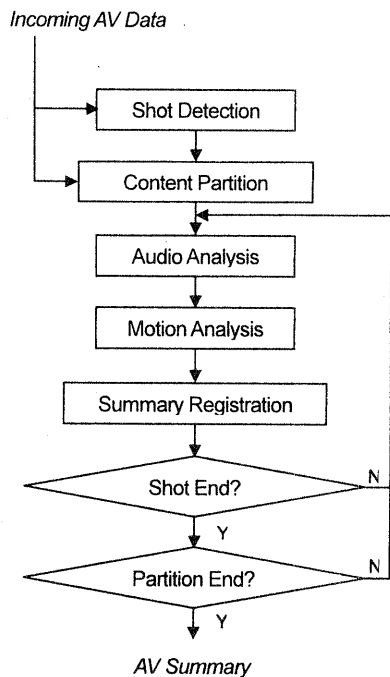 Incoming AV Data
Shot Detection
Content Partition
Audio Analysis
Motion Analysis
Summary Registration
Shot End?
N
Y
Partition End?
N
Y
AV Summary